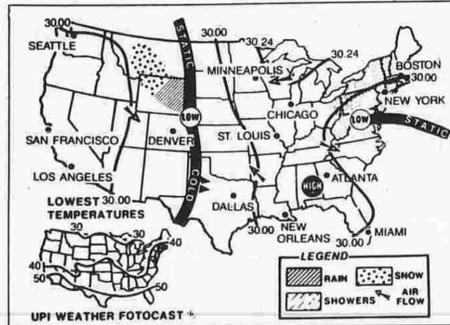 30.00
30.00
30.24
SEATTLE
STATIC
30.24
BOSTON
MINNEAPOLIS
30.00
NEW YORK
LOW
CHICAGO
LOW
STATIC
SAN FRANCISCO
DENVER
ST. LOUIS
LOS ANGELES
COLD
ATLANTA
HIGH
30.00
DALLAS
LOWEST
TEMPERATURES
NEW
ORLEANS
30.00
MIAMI
30.00
30
30
40
40
50
50
LEGEND
RAIN
SNOW
SHOWERS
AIR
FLOW
UPI WEATHER FOTOCAST